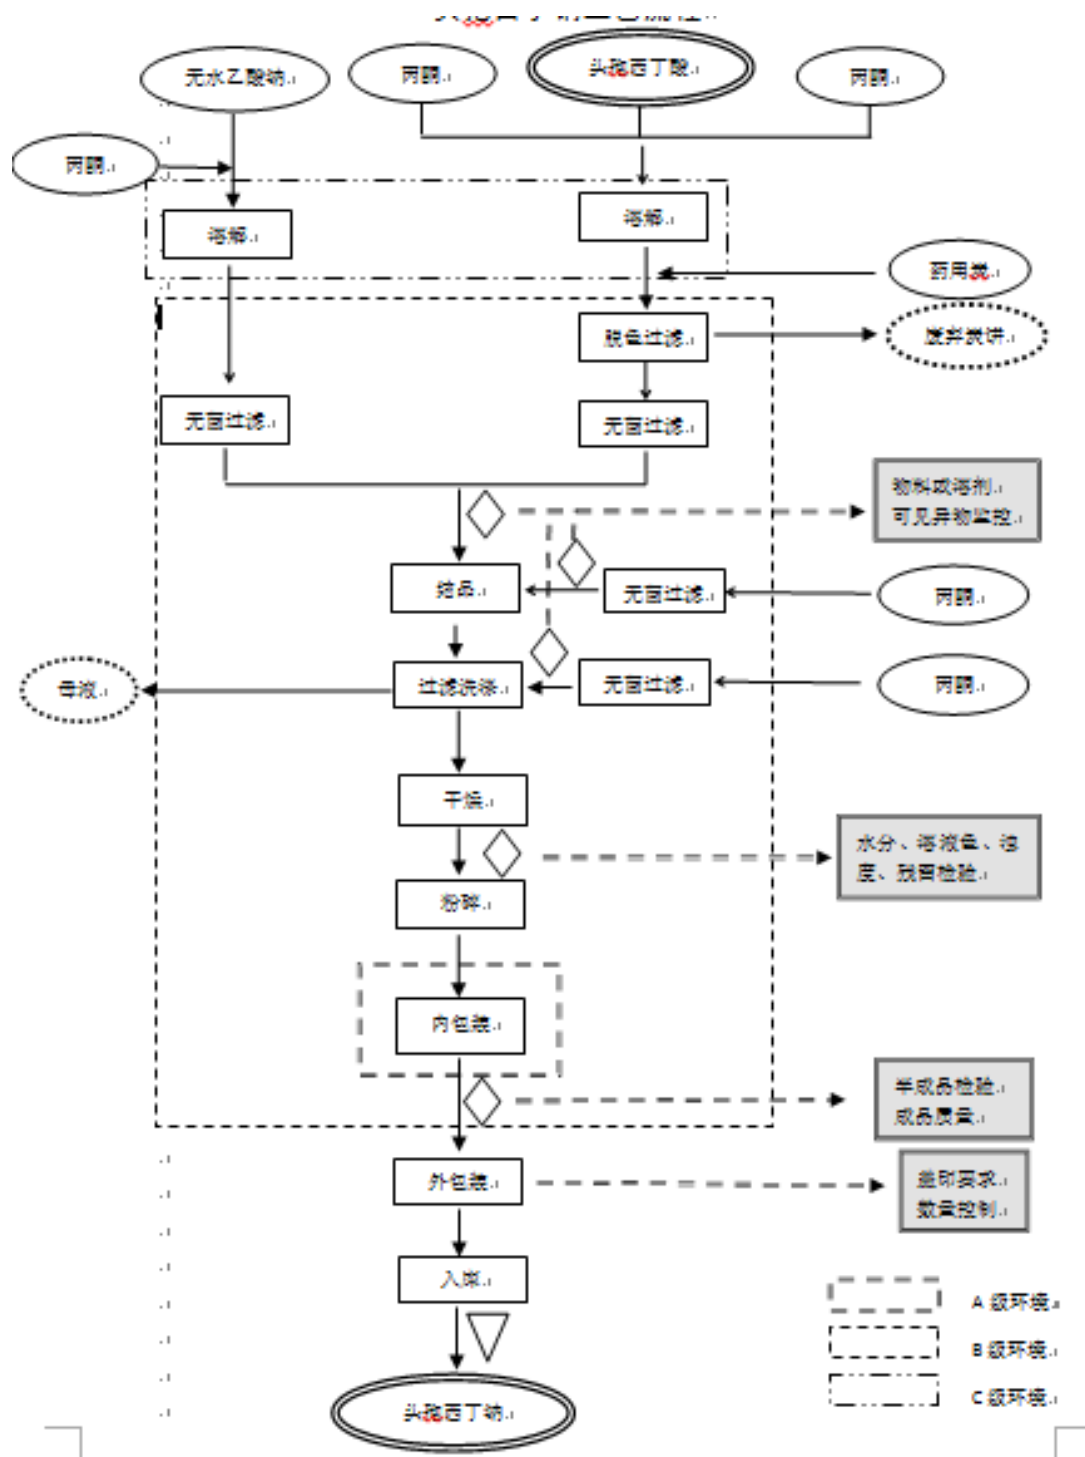 无水乙酸钠
丙酮
头孢西丁酸
丙酮
丙酮
溶解
溶解
药用炭
脱色过滤
废弃炭饼
无菌过滤
无菌过滤
物料或溶剂
可见异物监控
结晶
无菌过滤
丙酮
母液
过滤洗涤
无菌过滤
丙酮
干燥
水分、溶液色、浊
度、残留检验
粉碎
内包装
半成品检验
成品质量
外包装
盖印要求
数量控制
入库
A 级环境
B 级环境
C 级环境
头孢西丁钠